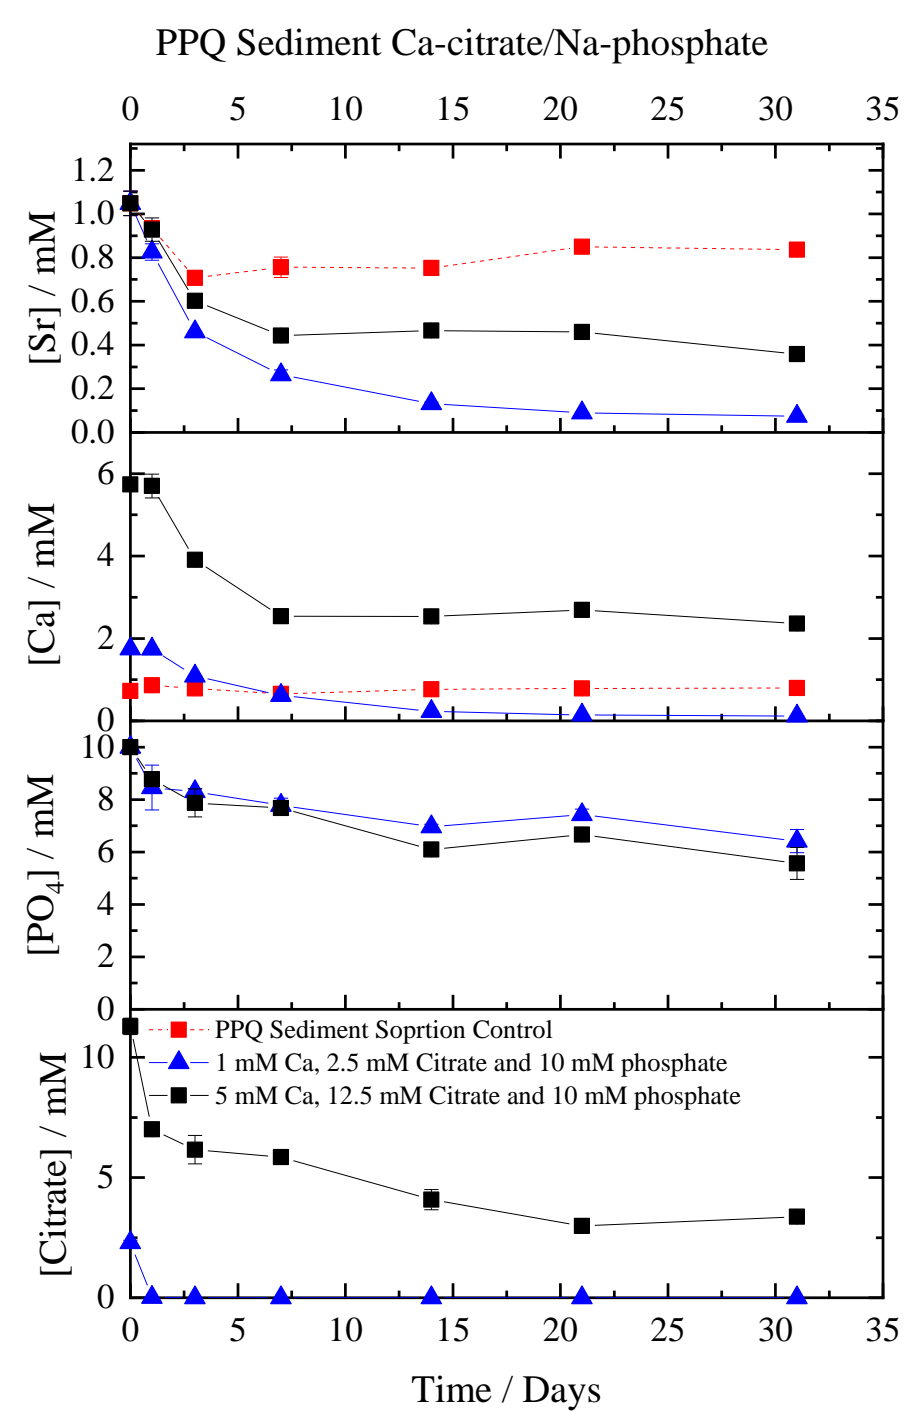 PPQ Sediment Ca-citrate/Na-phosphate
0 5 10 15 20 25 30 35
[Sr] / mM
1.2
1.0
0.8
0.6
0.4
0.2
0.0
[Ca] / mM
6
4
2
0
[PO4] / mM
10
8
6
4
2
0
[Citrate] / mM
10
5
0
PPQ Sediment Soprtion Control
1 mM Ca, 2.5 mM Citrate and 10 mM phosphate
5 mM Ca, 12.5 mM Citrate and 10 mM phosphate
0 5 10 15 20 25 30 35
Time / Days